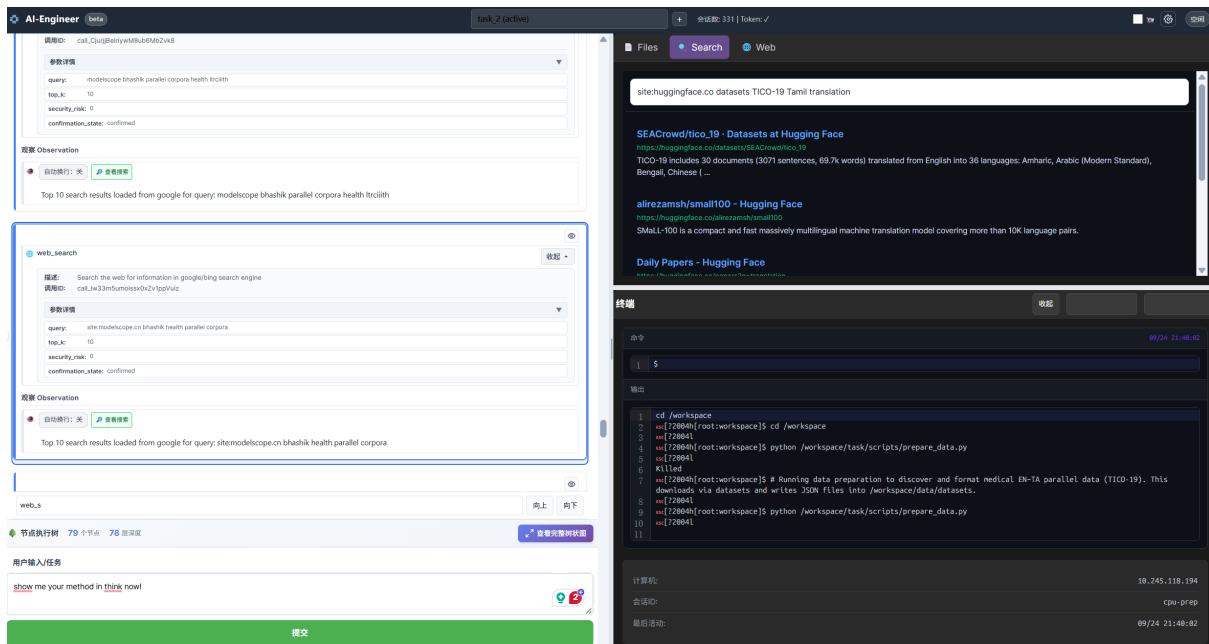 AI-Engineer beta
task_2 (active)
+
会话数: 331 | Token: ✓
空闲
调用ID: call_CjurjjBelriywM8ub6MbZvk8
参数详情
query: modelscope bhashik parallel corpora health ltrciiith
top_k: 10
security_risk: 0
confirmation_state: confirmed
观察 Observation
自动换行: 关 查看搜索
Top 10 search results loaded from google for query: modelscope bhashik parallel corpora health ltrciiith
web_search
收起
描述: Search the web for information in google/bing search engine
调用ID: call_Iw33m5umoissx0xZv1ppVuiz
参数详情
query: site:modelscope.cn bhashik health parallel corpora
top_k: 10
security_risk: 0
confirmation_state: confirmed
观察 Observation
自动换行: 关 查看搜索
Top 10 search results loaded from google for query: site:modelscope.cn bhashik health parallel corpora
web_s
向上 向下
节点执行树 79 个节点 78 层深度
查看完整树状图
用户输入/任务
show me your method in think now!
2
提交
Files Search Web
site:huggingface.co datasets TICO-19 Tamil translation
SEACrowd/tico_19 · Datasets at Hugging Face
https://huggingface.co/datasets/SEACrowd/tico_19
TICO-19 includes 30 documents (3071 sentences, 69.7k words) translated from English into 36 languages: Amharic, Arabic (Modern Standard),
Bengali, Chinese ( ...
alirezamsh/small100 - Hugging Face
https://huggingface.co/alirezamsh/small100
SMaLL-100 is a compact and fast massively multilingual machine translation model covering more than 10K language pairs.
Daily Papers - Hugging Face
https://huggingface.co/papers?q=translation
终端
收起
命令
09/24 21:40:02
1 $
输出
1 cd /workspace
2 esc[?2004h[root:workspace]$ cd /workspace
3 esc[?2004l
4 esc[?2004h[root:workspace]$ python /workspace/task/scripts/prepare_data.py
5 esc[?2004l
6 Killed
7 esc[?2004h[root:workspace]$ # Running data preparation to discover and format medical EN-TA parallel data (TICO-19). This
downloads via datasets and writes JSON files into /workspace/data/datasets.
8 esc[?2004l
9 esc[?2004h[root:workspace]$ python /workspace/task/scripts/prepare_data.py
10 esc[?2004l
11
计算机: 10.245.118.194
会话ID: cpu-prep
最后活动: 09/24 21:40:02